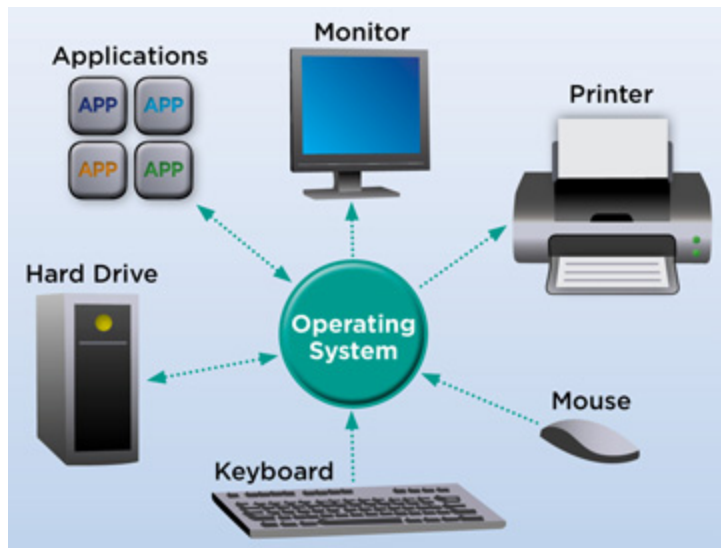 Monitor
Applications
Printer
APP APP
APP APP
Hard Drive
Operating
System
Mouse
Keyboard